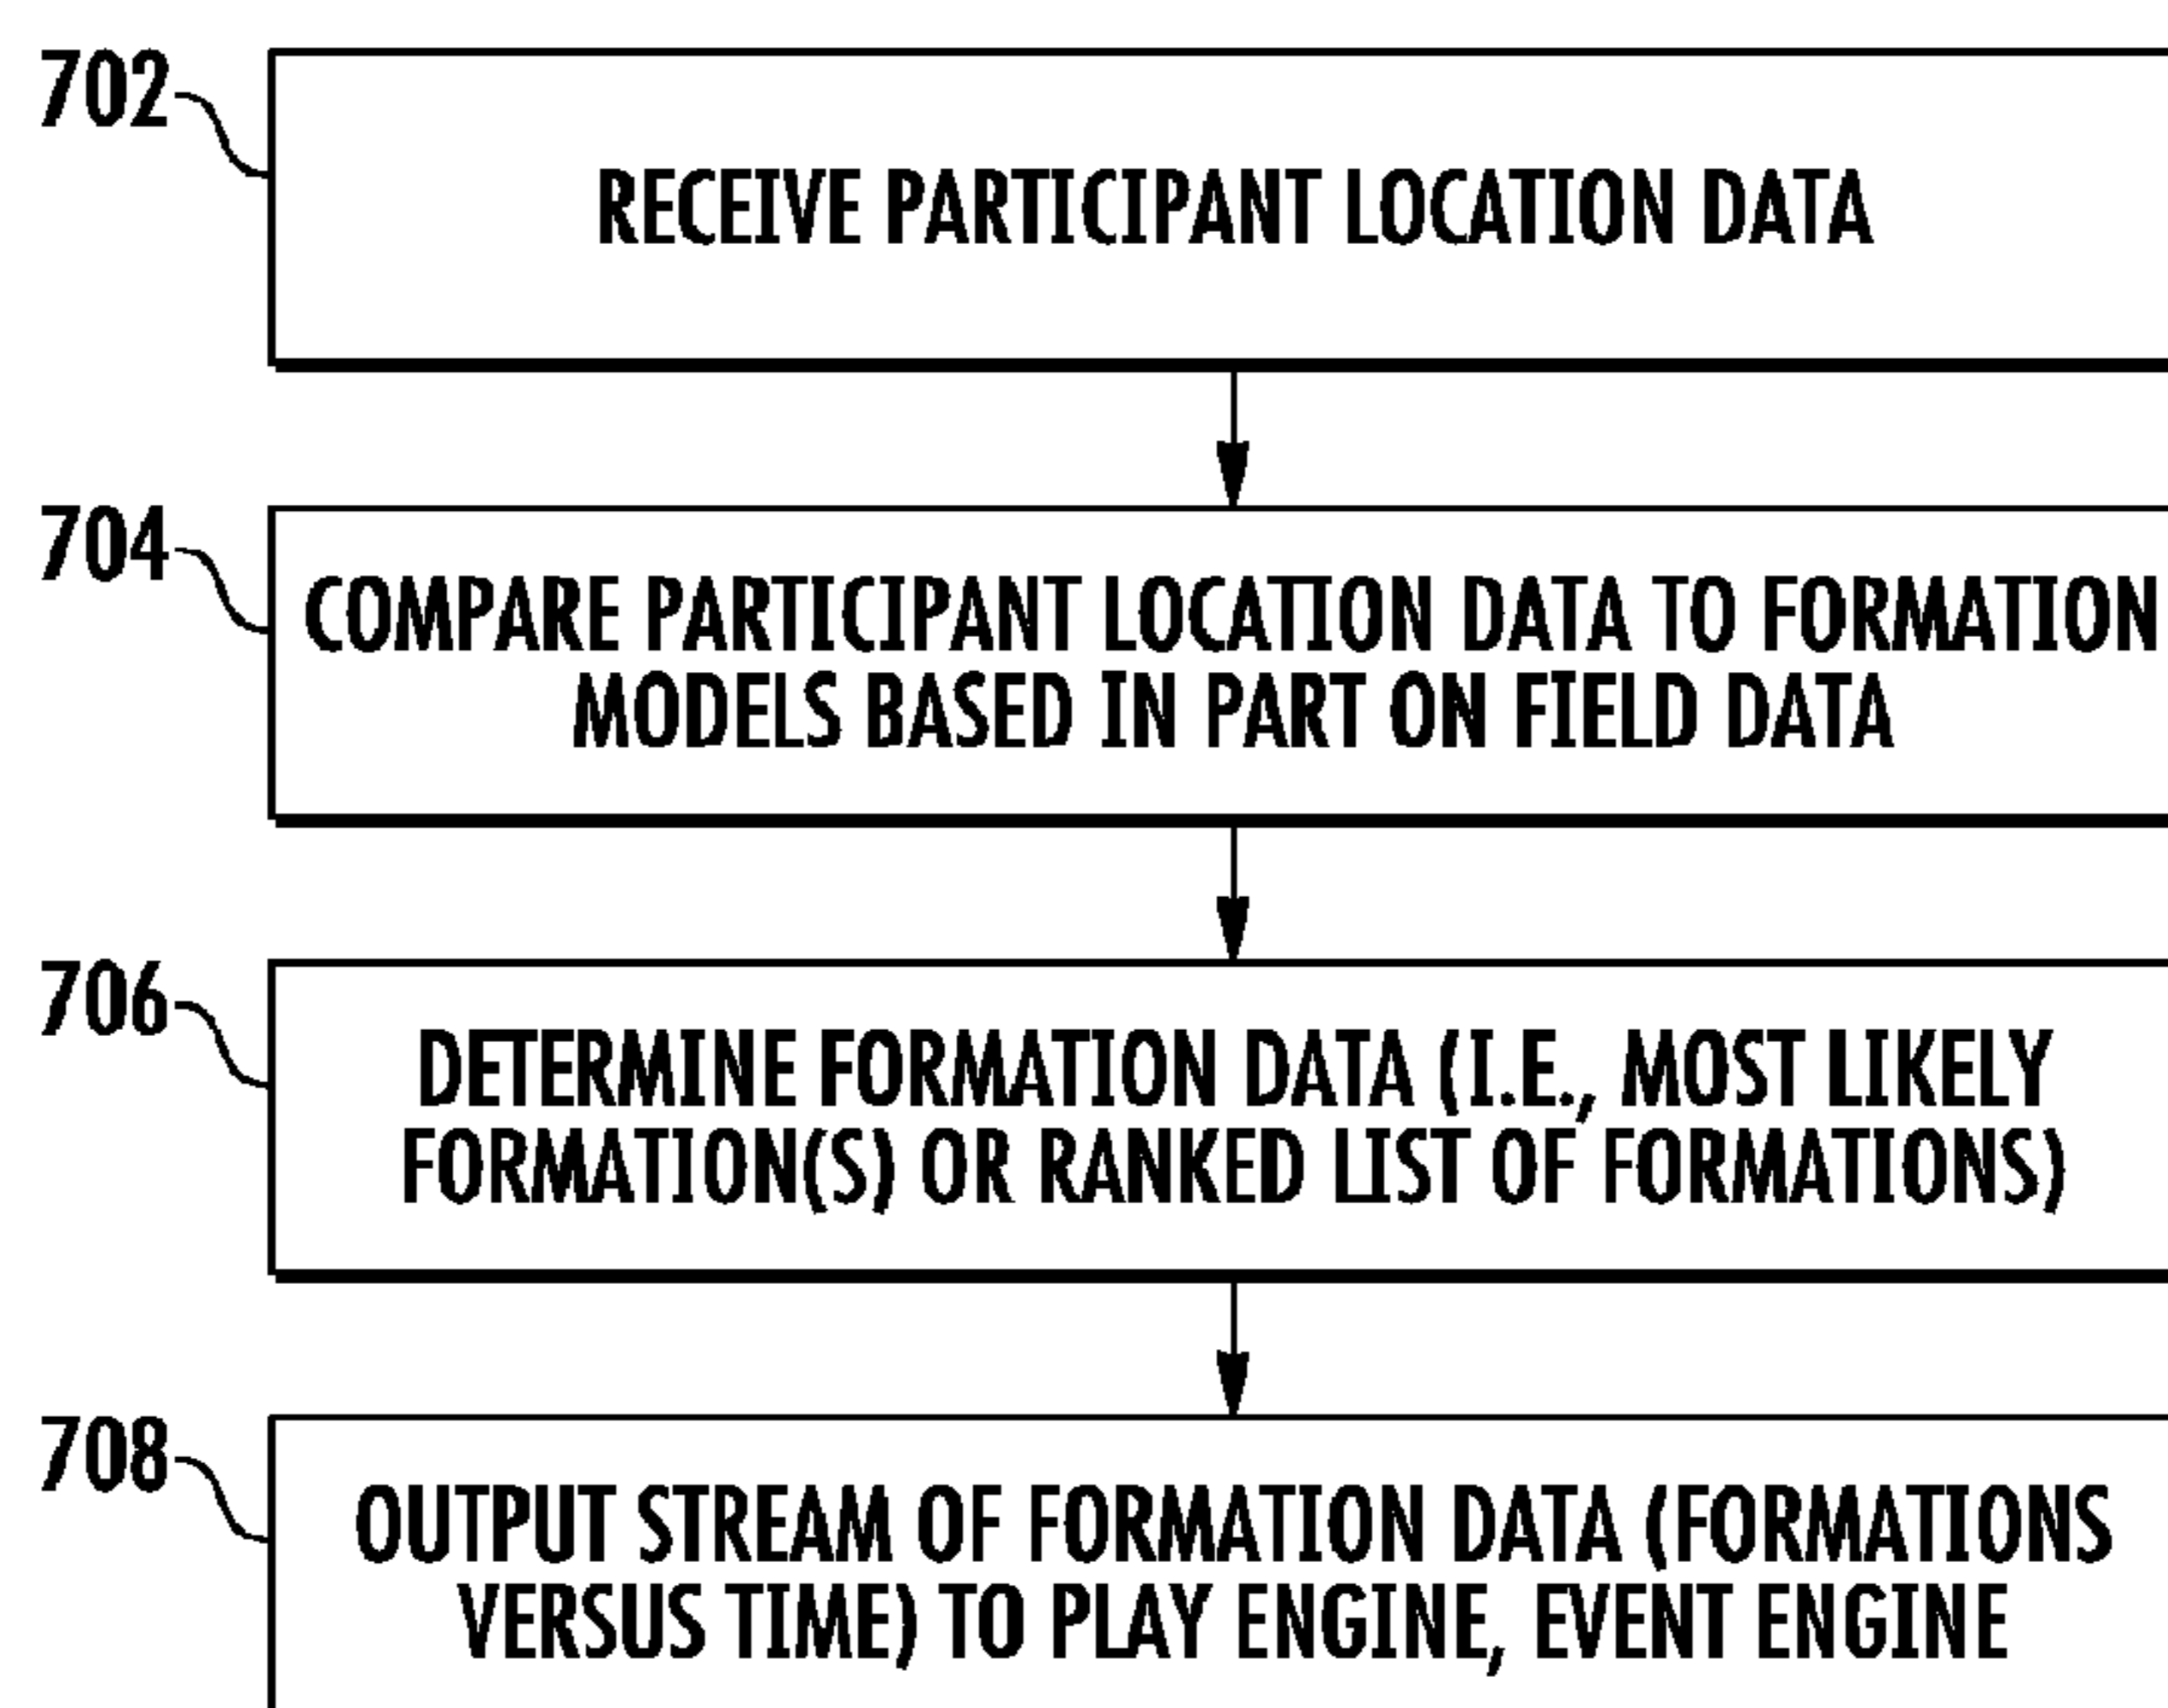 702
RECEIVE PARTICIPANT LOCATION DATA
704
COMPARE PARTICIPANT LOCATION DATA TO FORMATION
MODELS BASED IN PART ON FIELD DATA
706
DETERMINE FORMATION DATA (I.E., MOST LIKELY
FORMATION(S) OR RANKED LIST OF FORMATIONS)
708
OUTPUT STREAM OF FORMATION DATA (FORMATIONS
VERSUS TIME) TO PLAY ENGINE, EVENT ENGINE